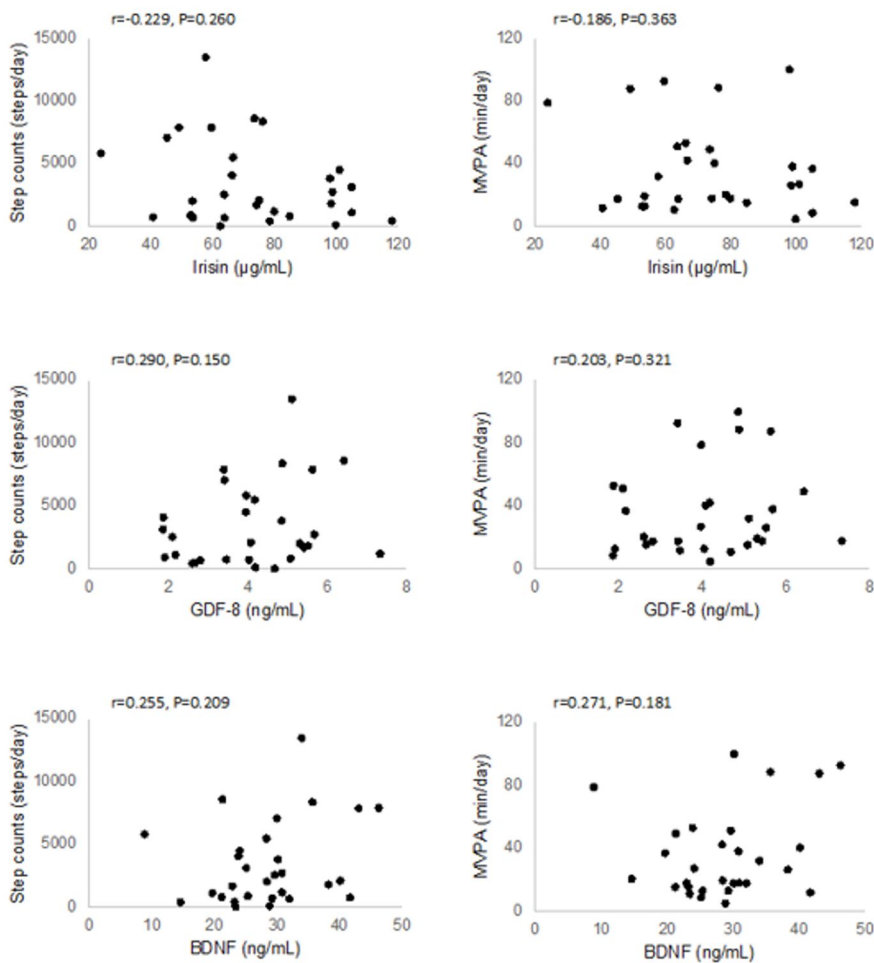 r=-0.229, P=0.260
15000
10000
5000
0
Step counts (steps/day)
20 40 60 80 100 120
Irisin (µg/mL)
r=-0.186, P=0.363
120
80
40
0
MVPA (min/day)
20 40 60 80 100 120
Irisin (µg/mL)
r=0.290, P=0.150
15000
10000
5000
0
Step counts (steps/day)
0 2 4 6 8
GDF-8 (ng/mL)
r=0.203, P=0.321
120
80
40
0
MVPA (min/day)
0 2 4 6 8
GDF-8 (ng/mL)
r=0.255, P=0.209
15000
10000
5000
0
Step counts (steps/day)
0 10 20 30 40 50
BDNF (ng/mL)
r=0.271, P=0.181
120
80
40
0
MVPA (min/day)
0 10 20 30 40 50
BDNF (ng/mL)